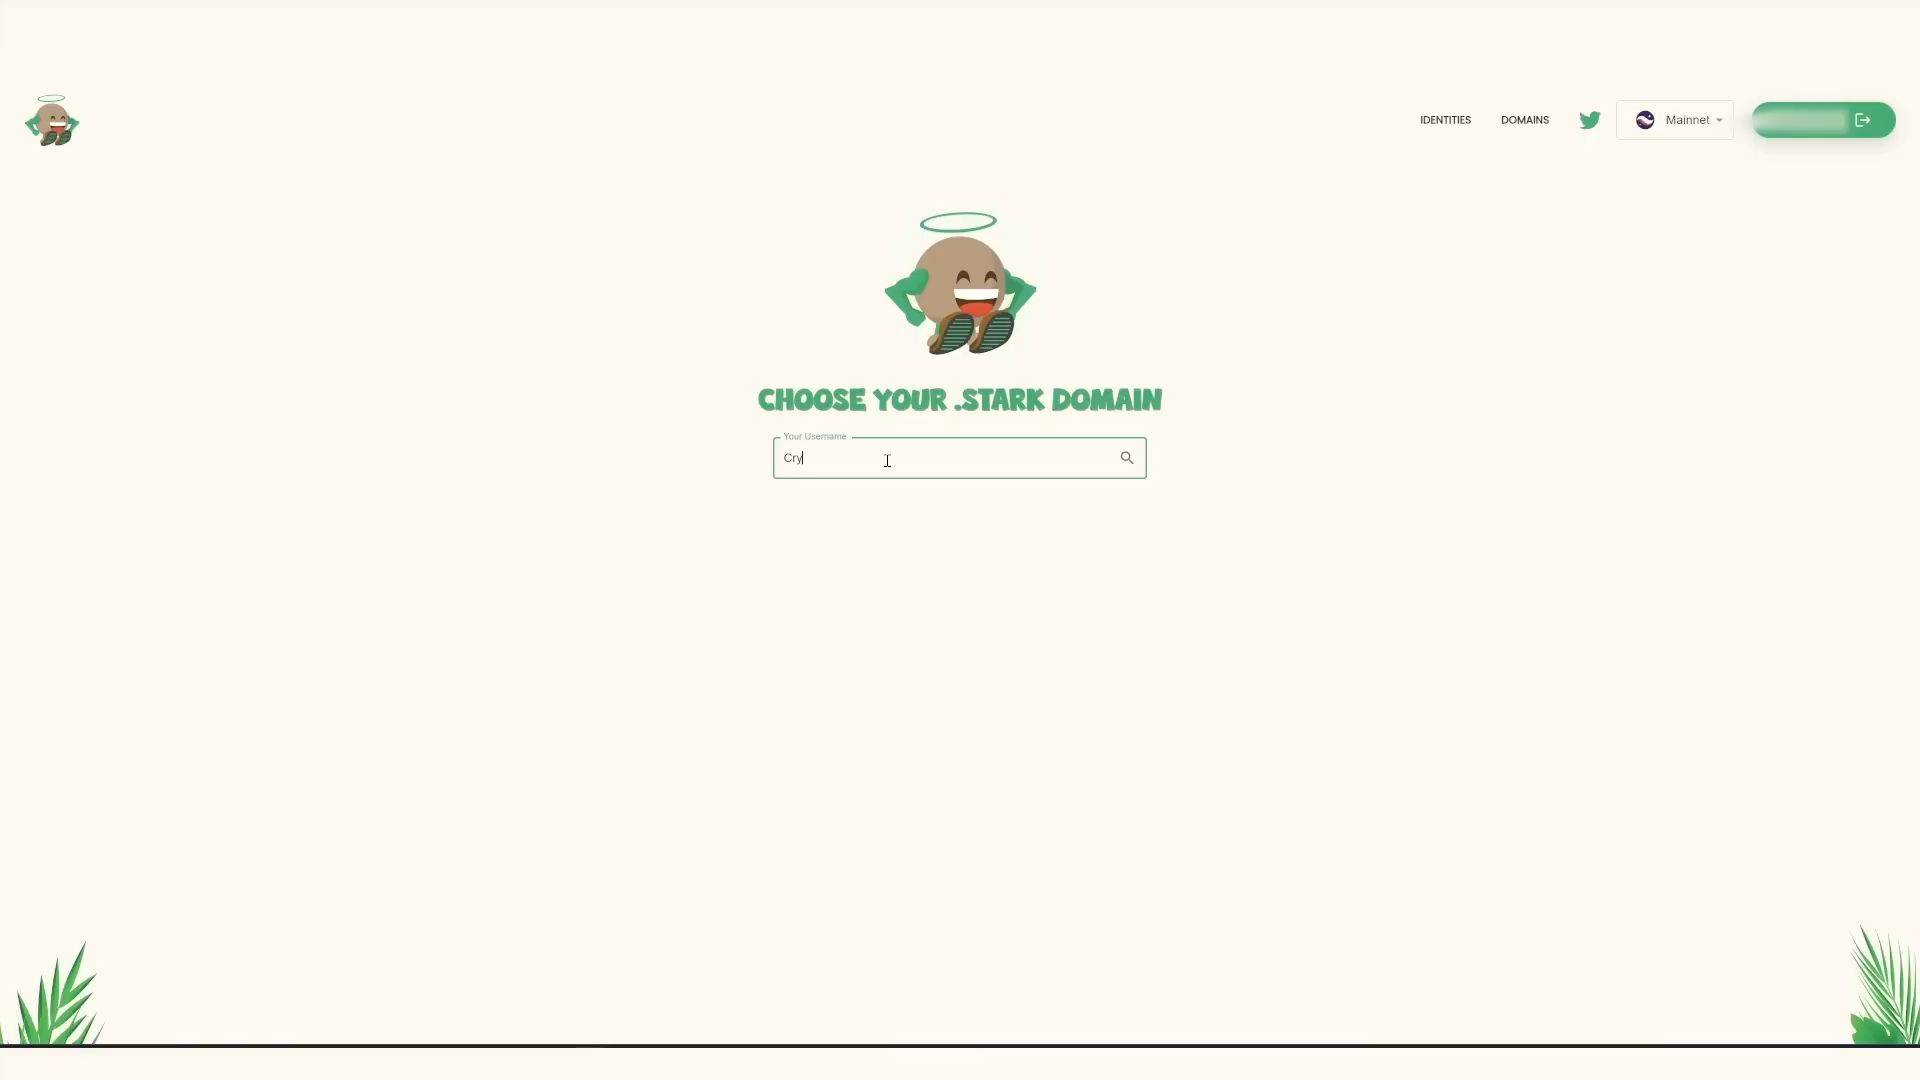 IDENTITIES
DOMAINS
Mainnet
CHOOSE YOUR .STARK DOMAIN
Your Username
Cry